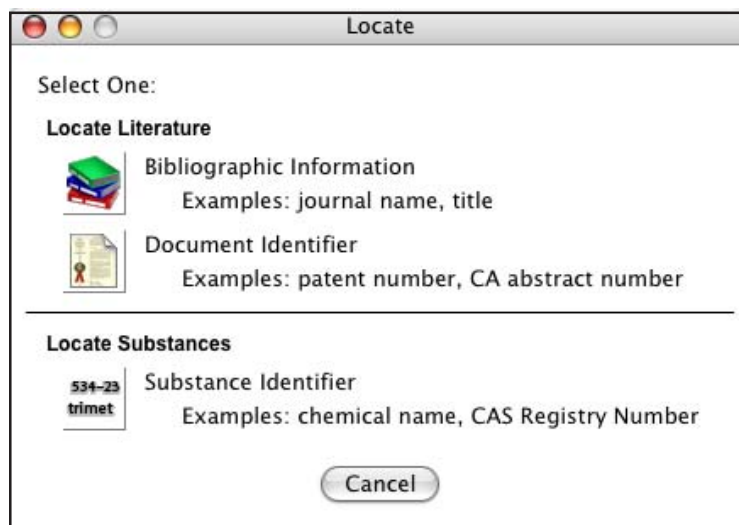 Locate
Select One:
Locate Literature
Bibliographic Information
Examples: journal name, title
Document Identifier
Examples: patent number, CA abstract number
Locate Substances
534–23
trimet
Substance Identifier
Examples: chemical name, CAS Registry Number
Cancel